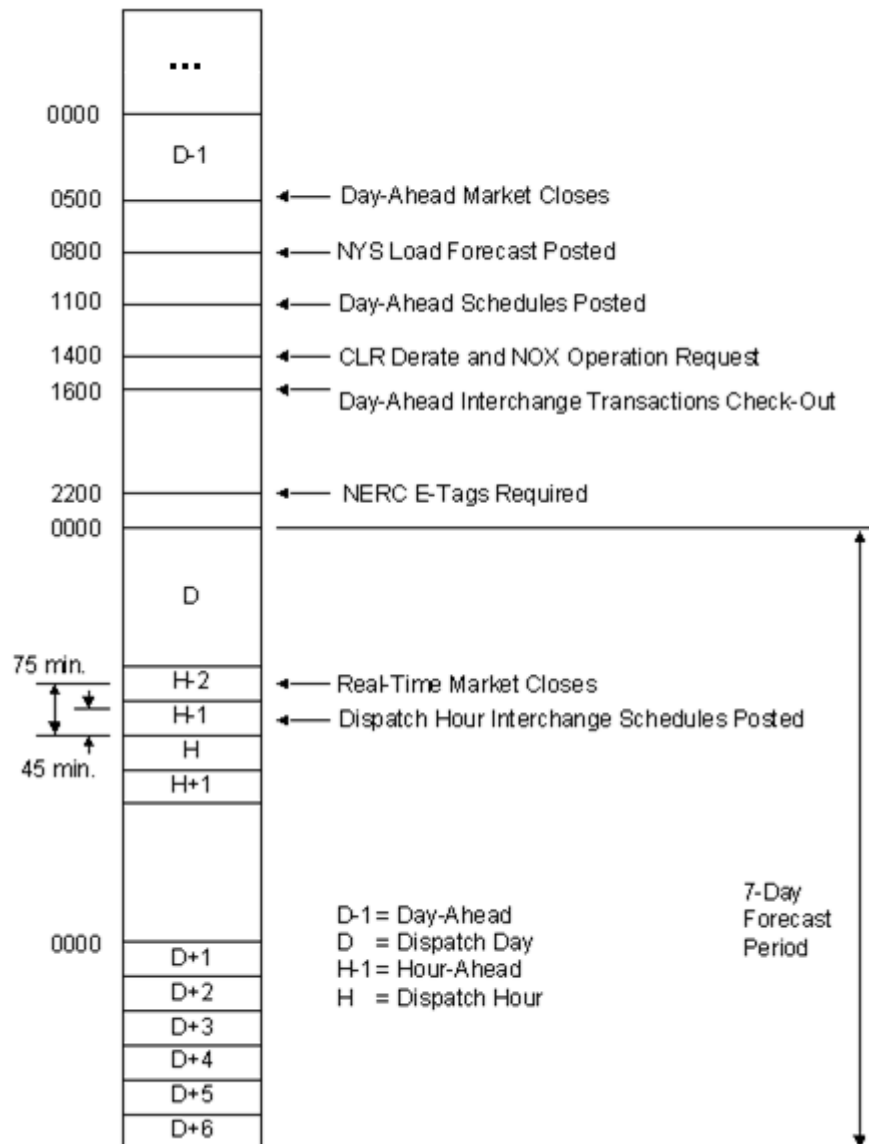 ...
0000
D-1
0500
Day-Ahead Market Closes
0800
NYS Load Forecast Posted
1100
Day-Ahead Schedules Posted
1400
CLR Derate and NOX Operation Request
1600
Day-Ahead Interchange Transactions Check-Out
2200
NERC E-Tags Required
0000
D
75 min.
H-2
Real-Time Market Closes
H-1
Dispatch Hour Interchange Schedules Posted
H
45 min.
H+1
7-Day
Forecast
Period
D-1 = Day-Ahead
D = Dispatch Day
H-1 = Hour-Ahead
H = Dispatch Hour
0000
D+1
D+2
D+3
D+4
D+5
D+6